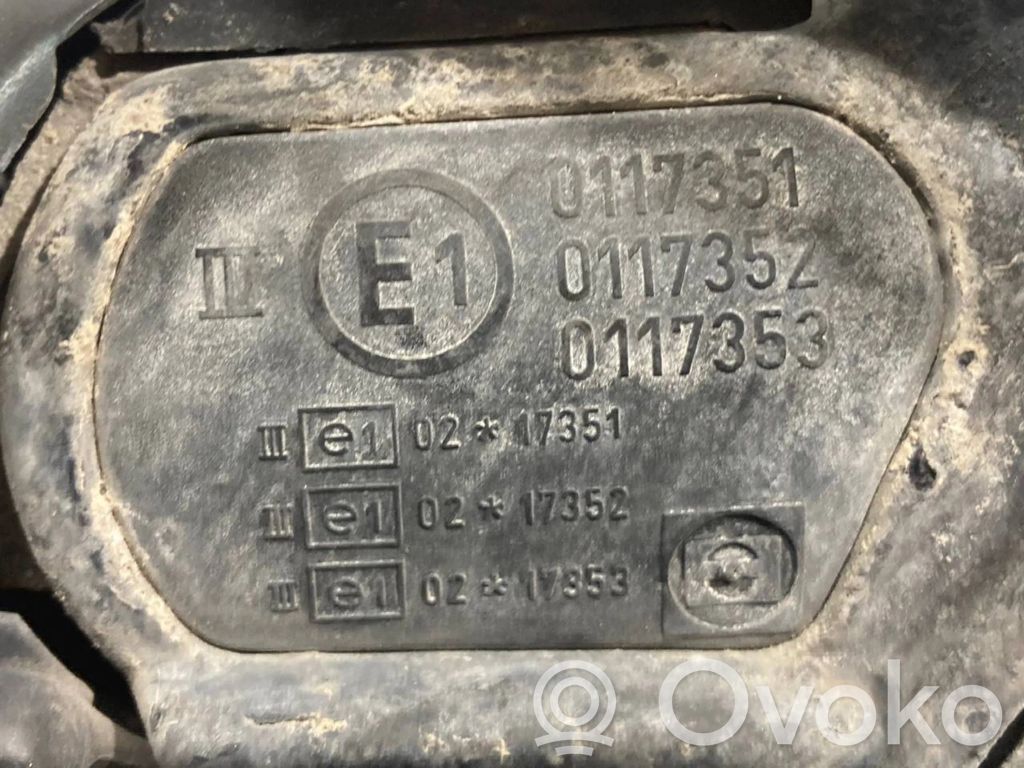 III E1 0117351
0117352
0117353
III e1 02*17351
III e1 02*17352
III e1 02*17353
Ovoko